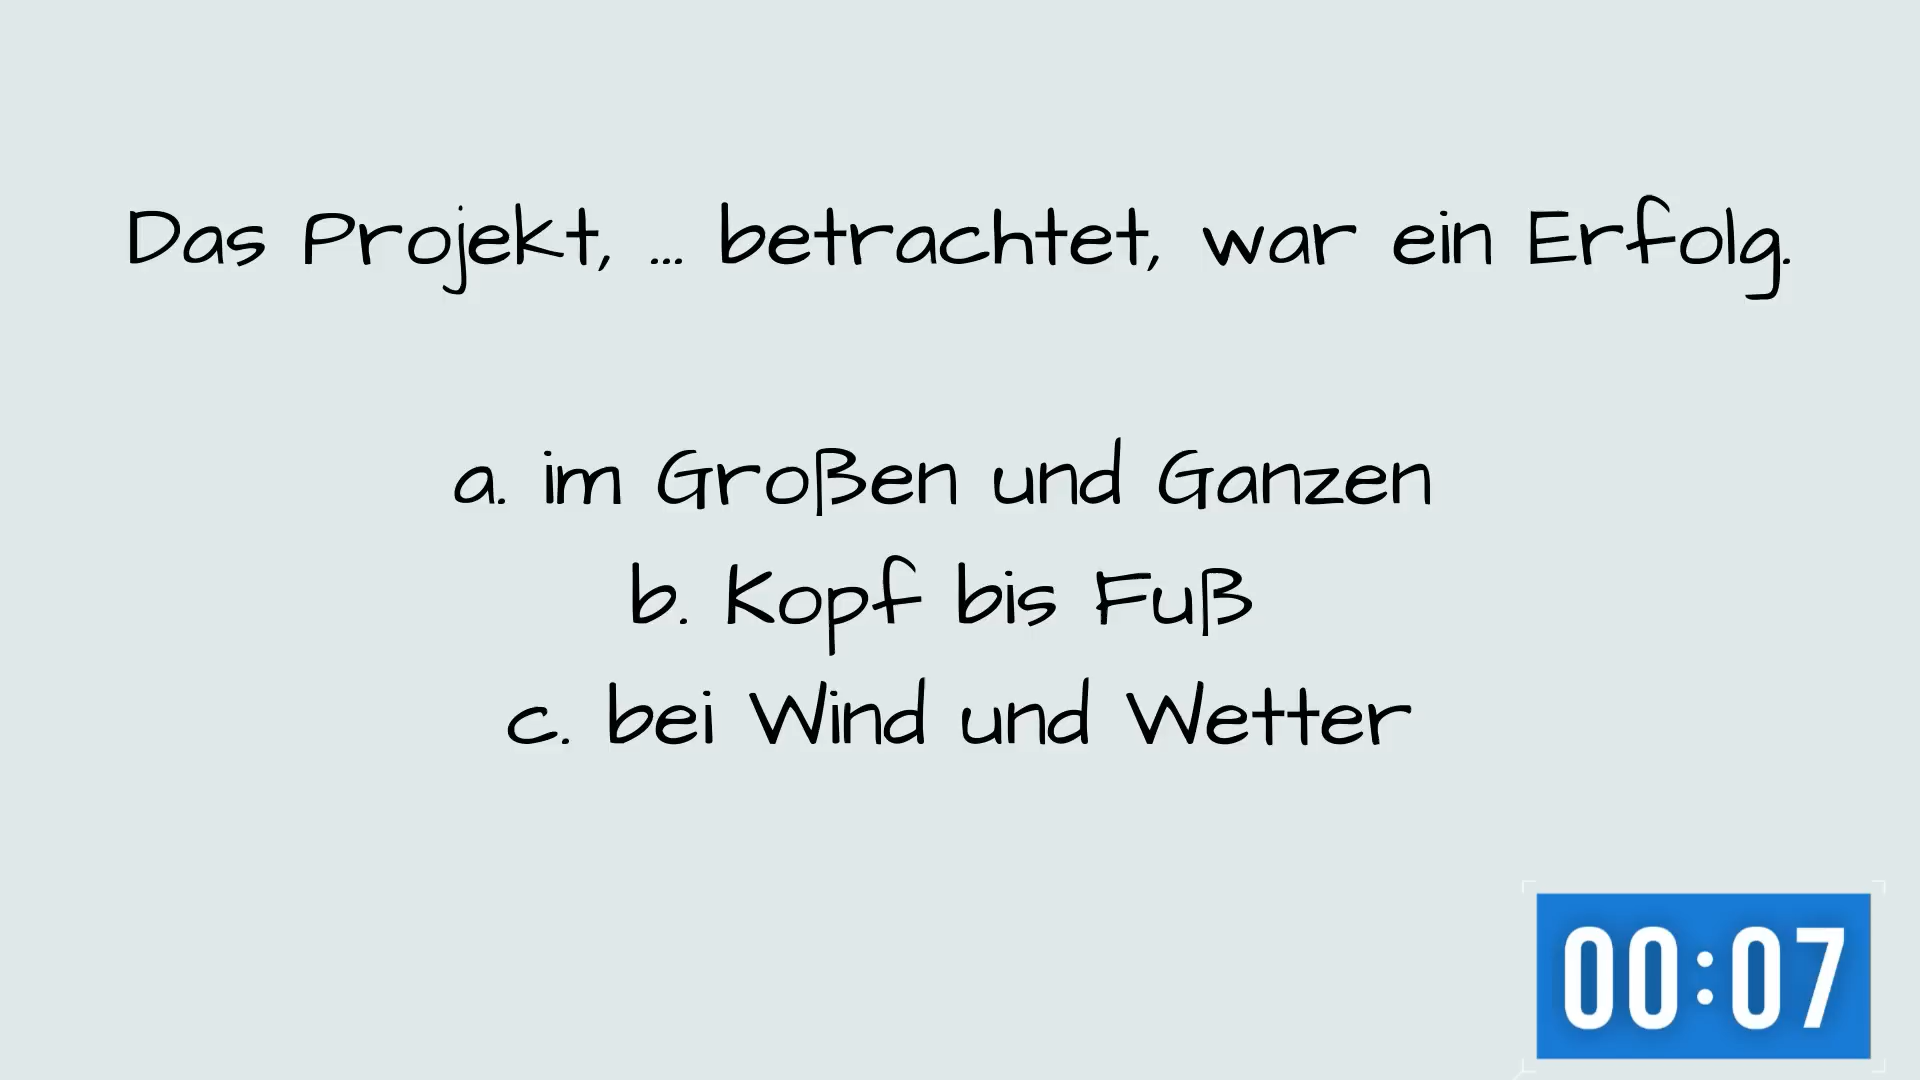 Das Projekt, ... betrachtet, war ein Erfolg.
a. im Großen und Ganzen
b. Kopf bis Fuß
c. bei Wind und Wetter
00:07